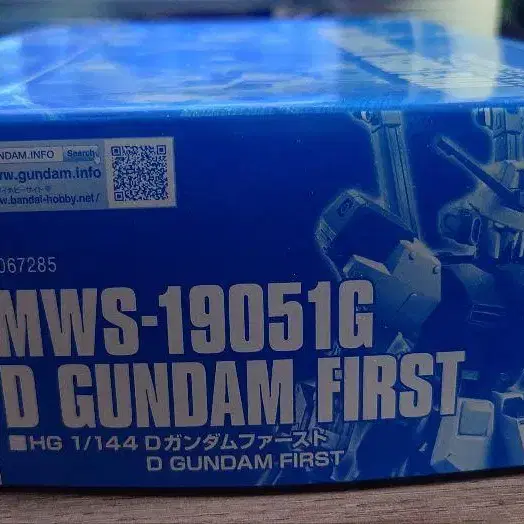 GUNDAM.INFO Search
www.gundam.info
www.bandai-hobby.net/
067285
MWS-19051G
D GUNDAM FIRST
■HG 1/144 Dガンダムファースト
D GUNDAM FIRST